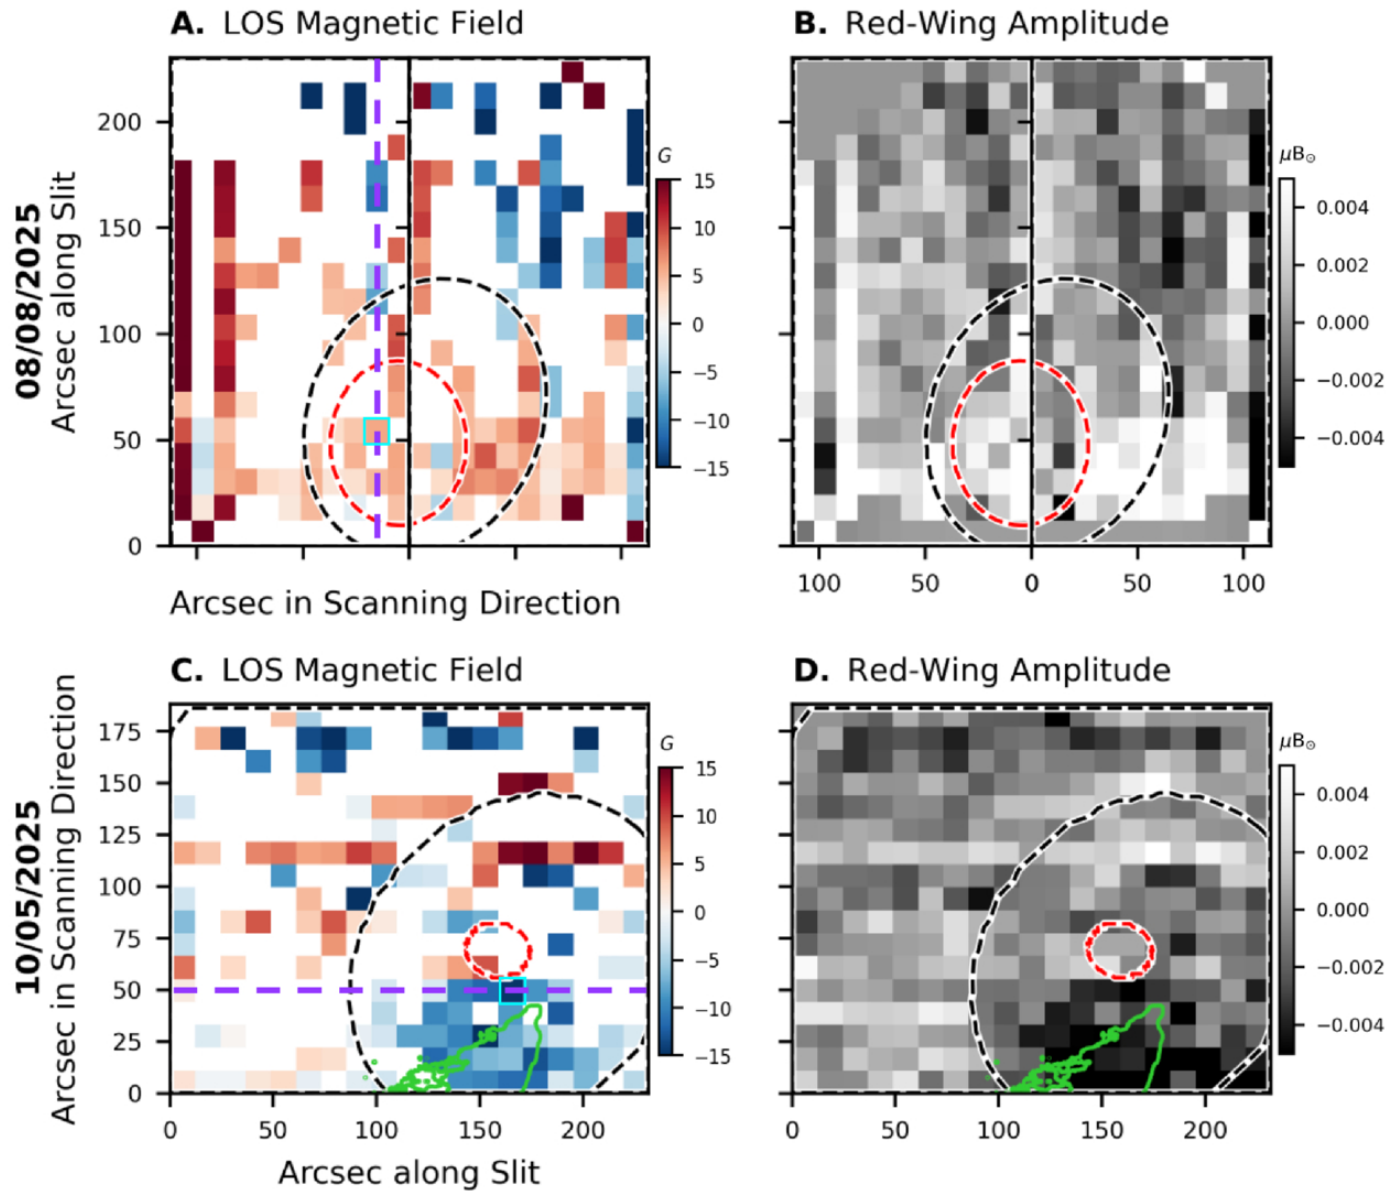 A. LOS Magnetic Field
B. Red-Wing Amplitude
08/08/2025
Arcsec along Slit
200
150
100
50
0
G
15
10
5
0
−5
−10
−15
μB⊙
0.004
0.002
0.000
−0.002
−0.004
100 50 0 50 100
Arcsec in Scanning Direction
C. LOS Magnetic Field
D. Red-Wing Amplitude
10/05/2025
Arcsec in Scanning Direction
175
150
125
100
75
50
25
0
G
15
10
5
0
−5
−10
−15
μB⊙
0.004
0.002
0.000
−0.002
−0.004
0 50 100 150 200
0 50 100 150 200
Arcsec along Slit